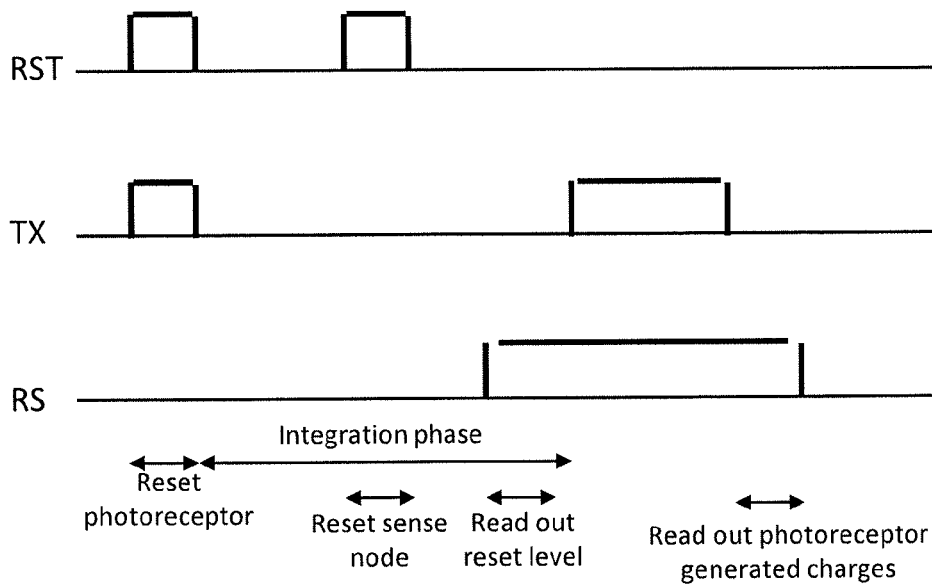 RST
TX
RS
Integration phase
Reset
photoreceptor
Reset sense
node
Read out
reset level
Read out photoreceptor
generated charges